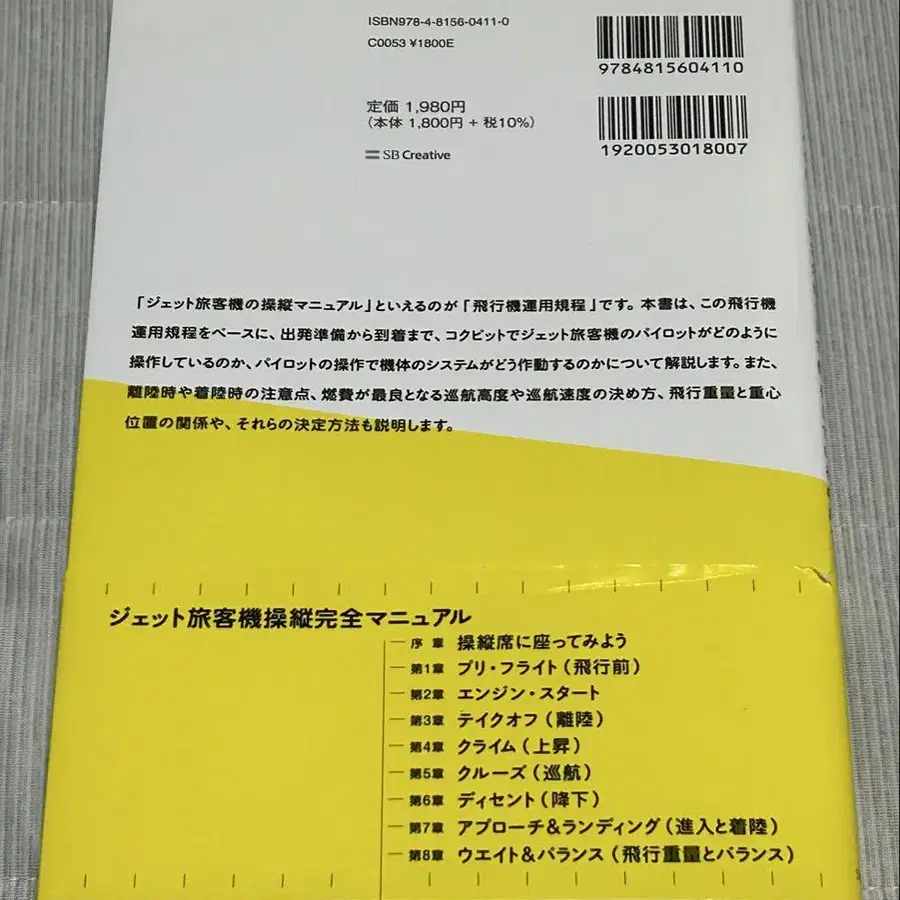 ISBN978-4-8156-0411-0
C0053 ¥1800E
9784815604110
定価 1,980円
(本体 1,800円 + 税10%)
1920053018007
SB Creative
「ジェット旅客機の操縦マニュアル」といえるのが「飛行機運用規程」です。本書は、この飛行機
運用規程をベースに、出発準備から到着まで、コクピットでジェット旅客機のパイロットがどのように
操作しているのか、パイロットの操作で機体のシステムがどう作動するのかについて解説します。また、
離陸時や着陸時の注意点、燃費が最良となる巡航高度や巡航速度の決め方、飛行重量と重心
位置の関係や、それらの決定方法も説明します。
ジェット旅客機操縦完全マニュアル
序章 操縦席に座ってみよう
第1章 プリ・フライト(飛行前)
第2章 エンジン・スタート
第3章 テイクオフ(離陸)
第4章 クライム(上昇)
第5章 クルーズ(巡航)
第6章 ディセント(降下)
第7章 アプローチ&ランディング(進入と着陸)
第8章 ウエイト&バランス(飛行重量とバランス)